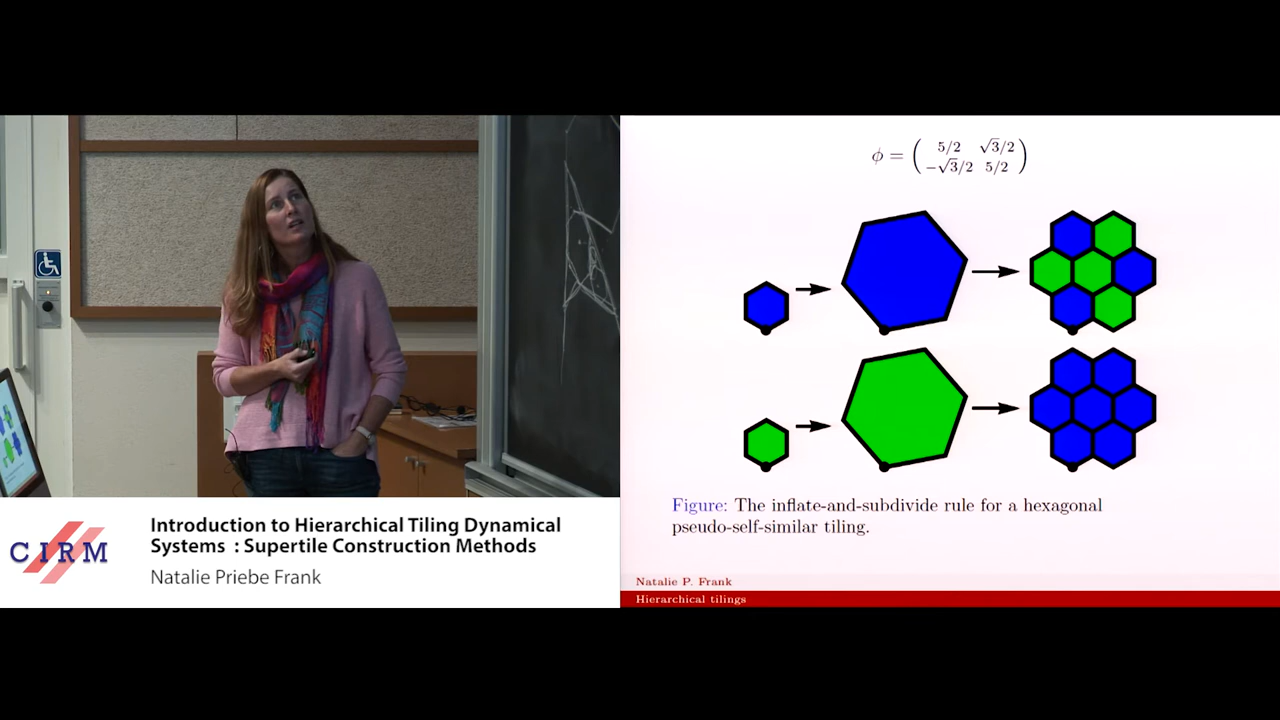 ϕ = ( 5/2 √3/2
−√3/2 5/2 )
Figure: The inflate-and-subdivide rule for a hexagonal
pseudo-self-similar tiling.
Natalie P. Frank
Hierarchical tilings
CIRM
Introduction to Hierarchical Tiling Dynamical
Systems : Supertile Construction Methods
Natalie Priebe Frank